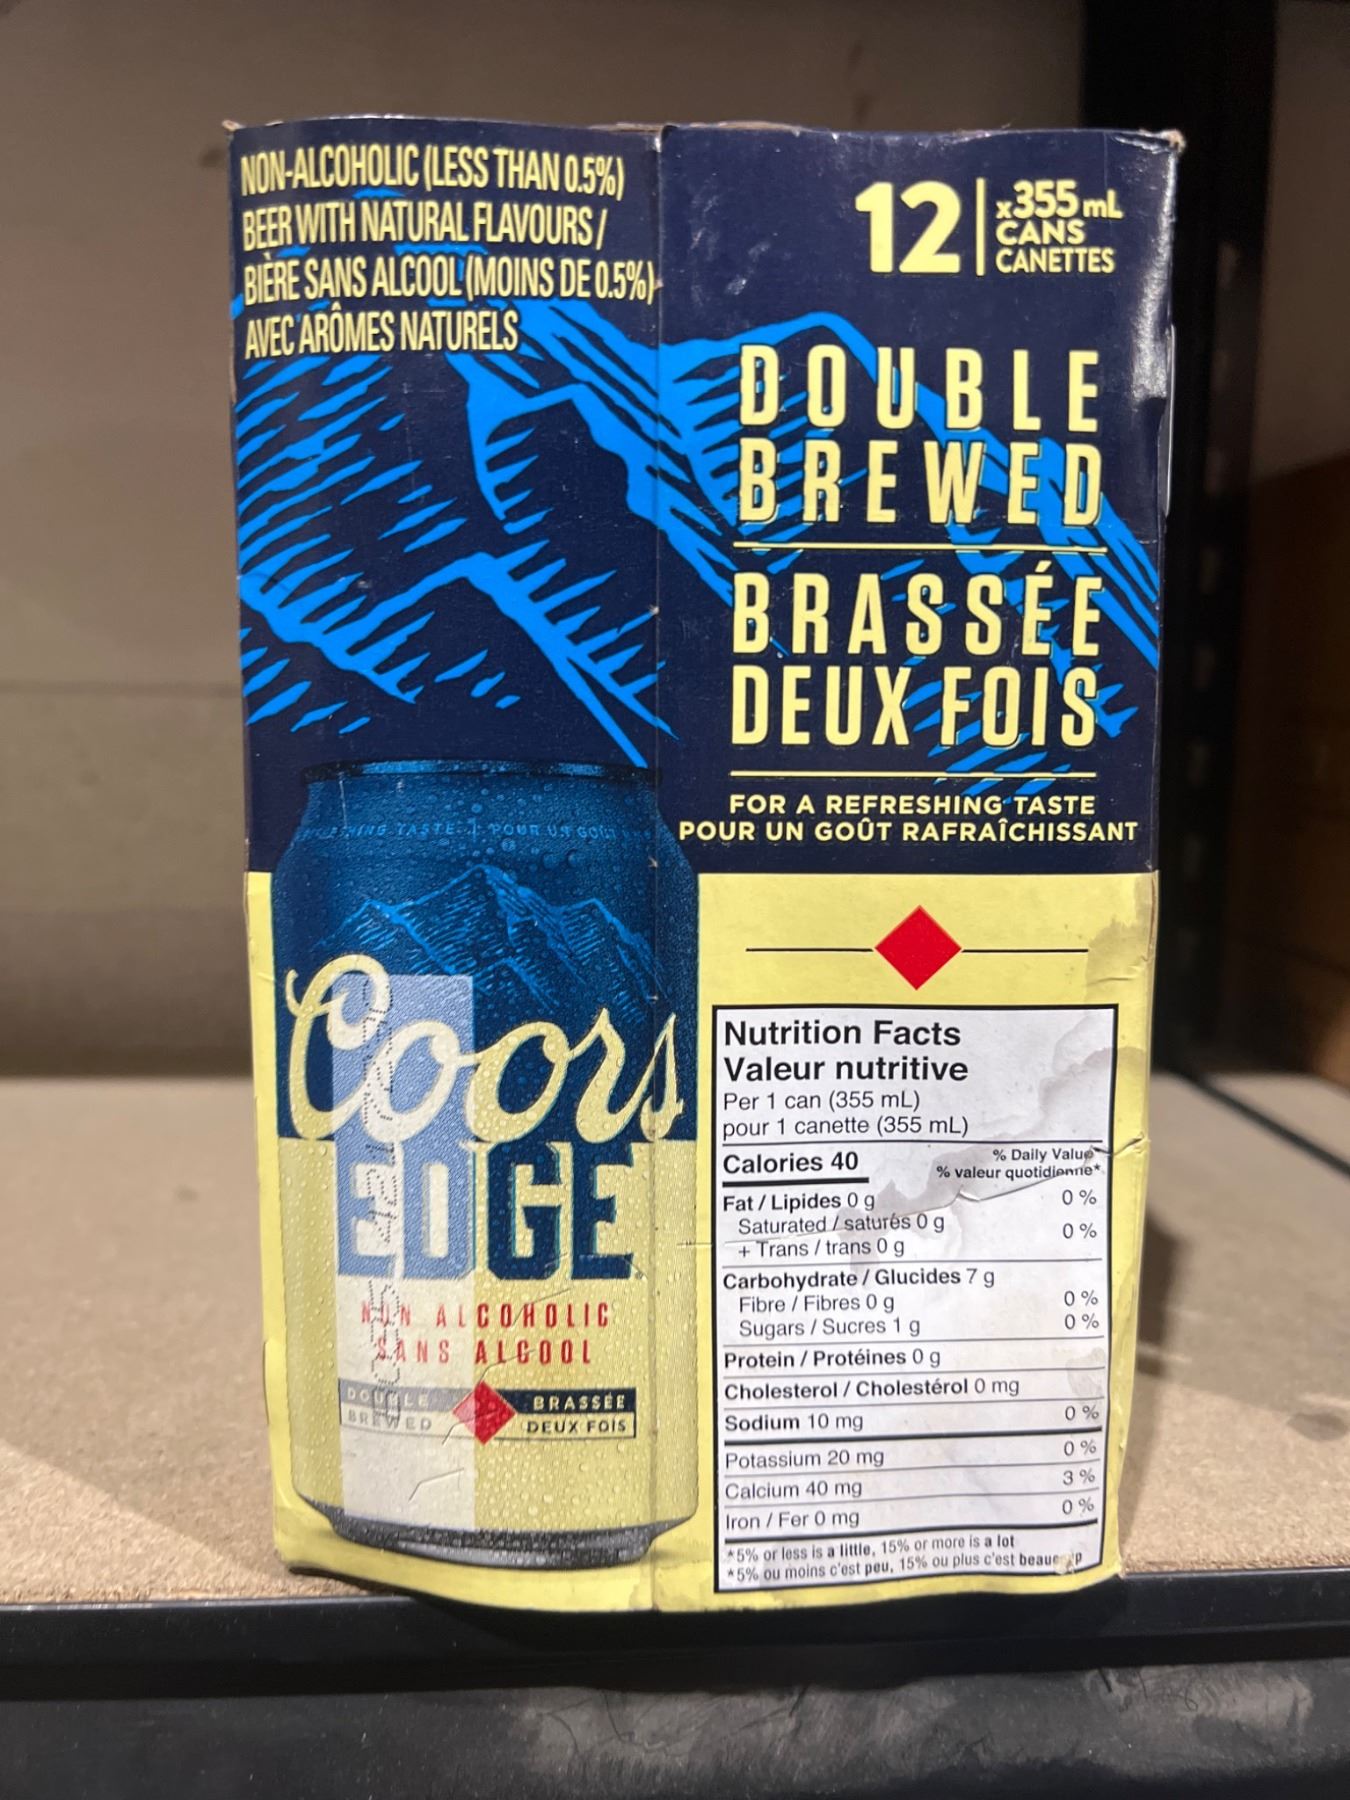 NON-ALCOHOLIC (LESS THAN 0.5%)
BEER WITH NATURAL FLAVOURS /
BIÈRE SANS ALCOOL (MOINS DE 0.5%)
AVEC ARÔMES NATURELS
12
x355 mL
CANS
CANETTES
DOUBLE
BREWED
BRASSÉE
DEUX FOIS
FOR A REFRESHING TASTE
POUR UN GOÛT RAFRAÎCHISSANT
TASTE POUR UN GOÛT
Coors
EDGE
NON ALCOHOLIC
SANS ALCOOL
DOUBLE
BREWED
BRASSÉE
DEUX FOIS
Nutrition Facts
Valeur nutritive
Per 1 can (355 mL)
pour 1 canette (355 mL)
Calories 40
% Daily Value*
% valeur quotidienne*
Fat / Lipides 0 g 0 %
Saturated / saturés 0 g
+ Trans / trans 0 g 0 %
Carbohydrate / Glucides 7 g
Fibre / Fibres 0 g 0 %
Sugars / Sucres 1 g 0 %
Protein / Protéines 0 g
Cholesterol / Cholestérol 0 mg
Sodium 10 mg 0 %
Potassium 20 mg 0 %
Calcium 40 mg 3 %
Iron / Fer 0 mg 0 %
*5% or less is a little, 15% or more is a lot
*5% ou moins c'est peu, 15% ou plus c'est beaucoup